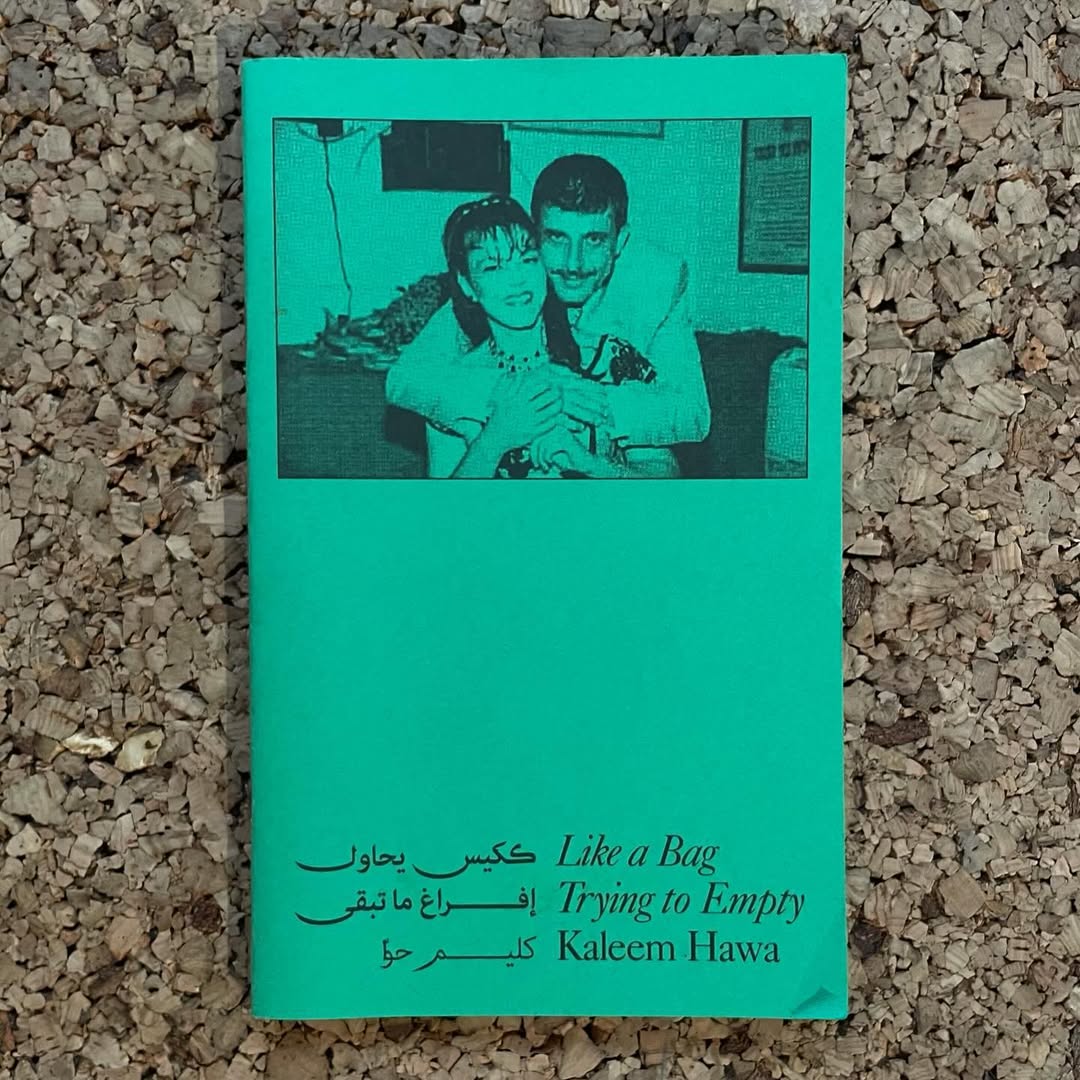 ككيس يحاول
إفراغ ما تبقى
كليم حوّا
Like a Bag
Trying to Empty
Kaleem Hawa